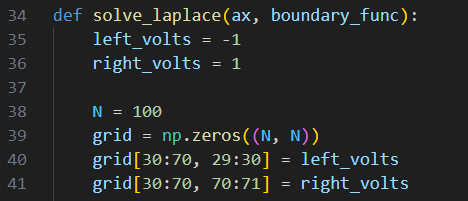 34 def solve_laplace(ax, boundary_func):
35     left_volts = -1
36     right_volts = 1
37
38     N = 100
39     grid = np.zeros((N, N))
40     grid[30:70, 29:30] = left_volts
41     grid[30:70, 70:71] = right_volts